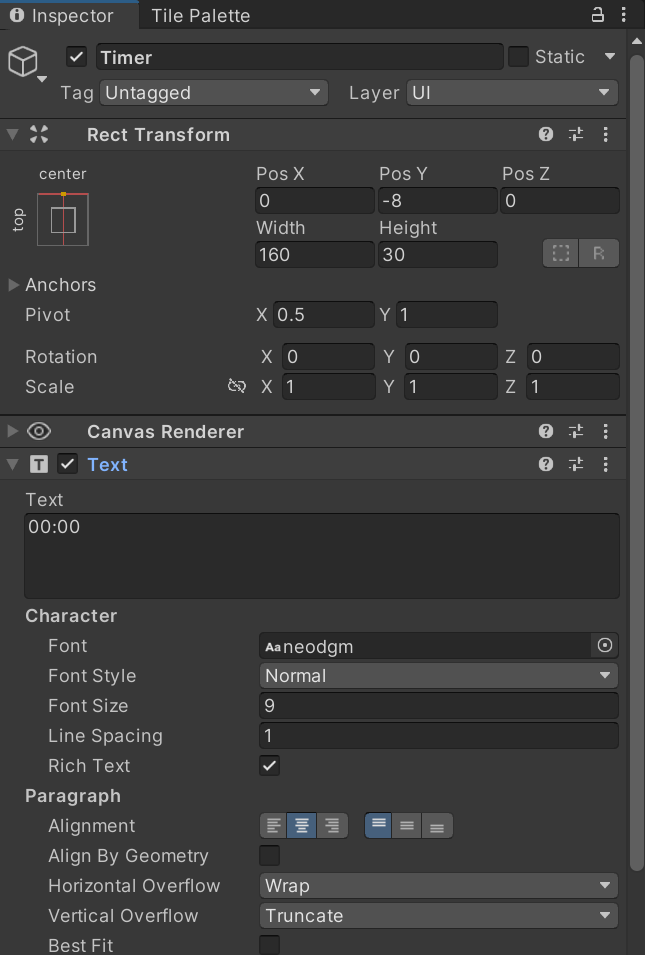 Inspector Tile Palette
Timer Static
Tag Untagged Layer UI
Rect Transform
center Pos X Pos Y Pos Z
top 0 -8 0
Width Height
160 30 R
Anchors
Pivot X 0.5 Y 1
Rotation X 0 Y 0 Z 0
Scale X 1 Y 1 Z 1
Canvas Renderer
T Text
Text
00:00
Character
Font Aa neodgm
Font Style Normal
Font Size 9
Line Spacing 1
Rich Text
Paragraph
Alignment
Align By Geometry
Horizontal Overflow Wrap
Vertical Overflow Truncate
Best Fit